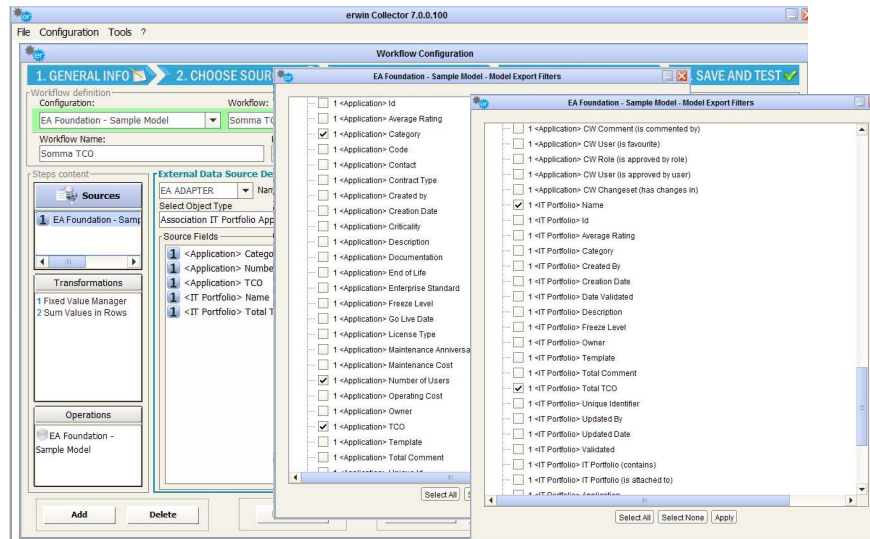 erwin Collector 7.0.0.100
File Configuration Tools ?
Workflow Configuration
1. GENERAL INFO
2. CHOOSE SOUR
SAVE AND TEST
Workflow definition
Configuration:
Workflow:
EA Foundation - Sample Model
Somma TCO
Workflow Name:
Somma TCO
Steps content
Sources
1 EA Foundation - Samp
Transformations
1 Fixed Value Manager
2 Sum Values in Rows
Operations
EA Foundation -
Sample Model
Add
Delete
External Data Source De
EA ADAPTER
Nam
Select Object Type
Association IT Portfolio App
Source Fields
1 <Application> Catego
1 <Application> Numbe
1 <Application> TCO
1 <IT Portfolio> Name
1 <IT Portfolio> Total T
EA Foundation - Sample Model - Model Export Filters
1 <Application> Id
1 <Application> Average Rating
1 <Application> Category
1 <Application> Code
1 <Application> Contact
1 <Application> Contract Type
1 <Application> Created by
1 <Application> Creation Date
1 <Application> Criticality
1 <Application> Description
1 <Application> Documentation
1 <Application> End of Life
1 <Application> Enterprise Standard
1 <Application> Freeze Level
1 <Application> Go Live Date
1 <Application> License Type
1 <Application> Maintenance Anniversa
1 <Application> Maintenance Cost
1 <Application> Number of Users
1 <Application> Operating Cost
1 <Application> Owner
1 <Application> TCO
1 <Application> Template
1 <Application> Total Comment
Select All
EA Foundation - Sample Model - Model Export Filters
1 <Application> CW Comment (is commented by)
1 <Application> CW User (is favourite)
1 <Application> CW Role (is approved by role)
1 <Application> CW User (is approved by user)
1 <Application> CW Changeset (has changes in)
1 <IT Portfolio> Name
1 <IT Portfolio> Id
1 <IT Portfolio> Average Rating
1 <IT Portfolio> Category
1 <IT Portfolio> Created By
1 <IT Portfolio> Creation Date
1 <IT Portfolio> Date Validated
1 <IT Portfolio> Description
1 <IT Portfolio> Freeze Level
1 <IT Portfolio> Owner
1 <IT Portfolio> Template
1 <IT Portfolio> Total Comment
1 <IT Portfolio> Total TCO
1 <IT Portfolio> Unique Identifier
1 <IT Portfolio> Updated By
1 <IT Portfolio> Updated Date
1 <IT Portfolio> Validated
1 <IT Portfolio> IT Portfolio (contains)
1 <IT Portfolio> IT Portfolio (is attached to)
Select All Select None Apply